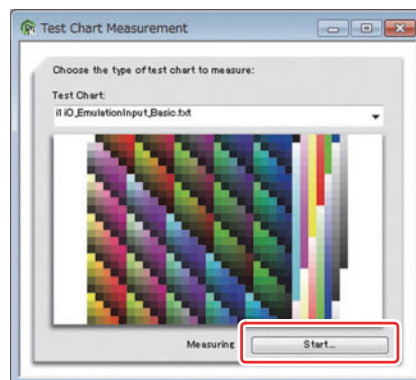 Test Chart Measurement
Choose the type of test chart to measure:
Test Chart:
i1 iO_EmulationInput_Basic.txt
Measuring
Start...